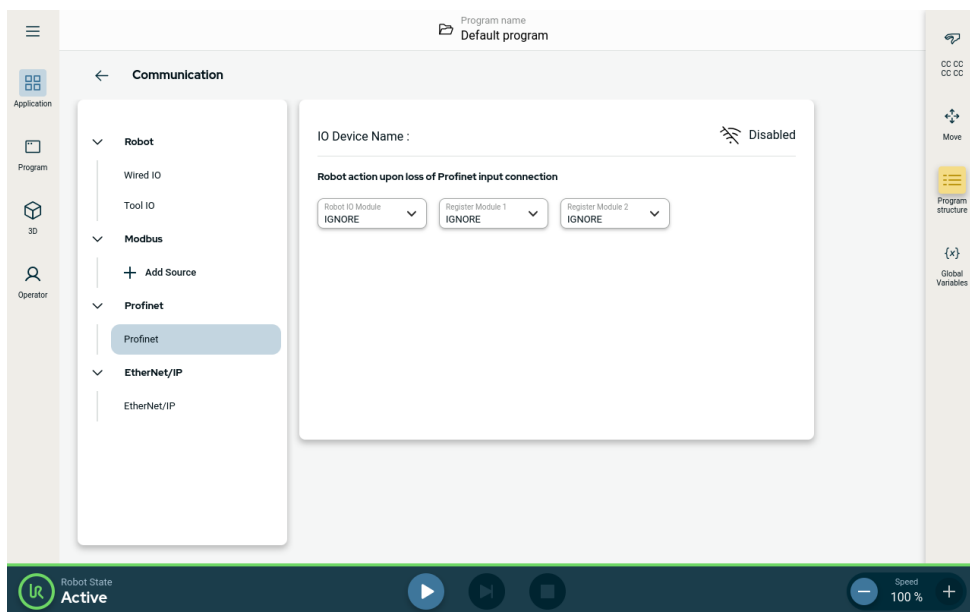 Program name
Default program
Application
Program
3D
Operator
Communication
Robot
Wired IO
Tool IO
Modbus
Add Source
Profinet
Profinet
EtherNet/IP
EtherNet/IP
IO Device Name :
Disabled
Robot action upon loss of Profinet input connection
Robot IO Module
IGNORE
Register Module 1
IGNORE
Register Module 2
IGNORE
CC CC
CC CC
Move
Program
structure
{x}
Global
Variables
UR
Robot State
Active
Speed
100 %